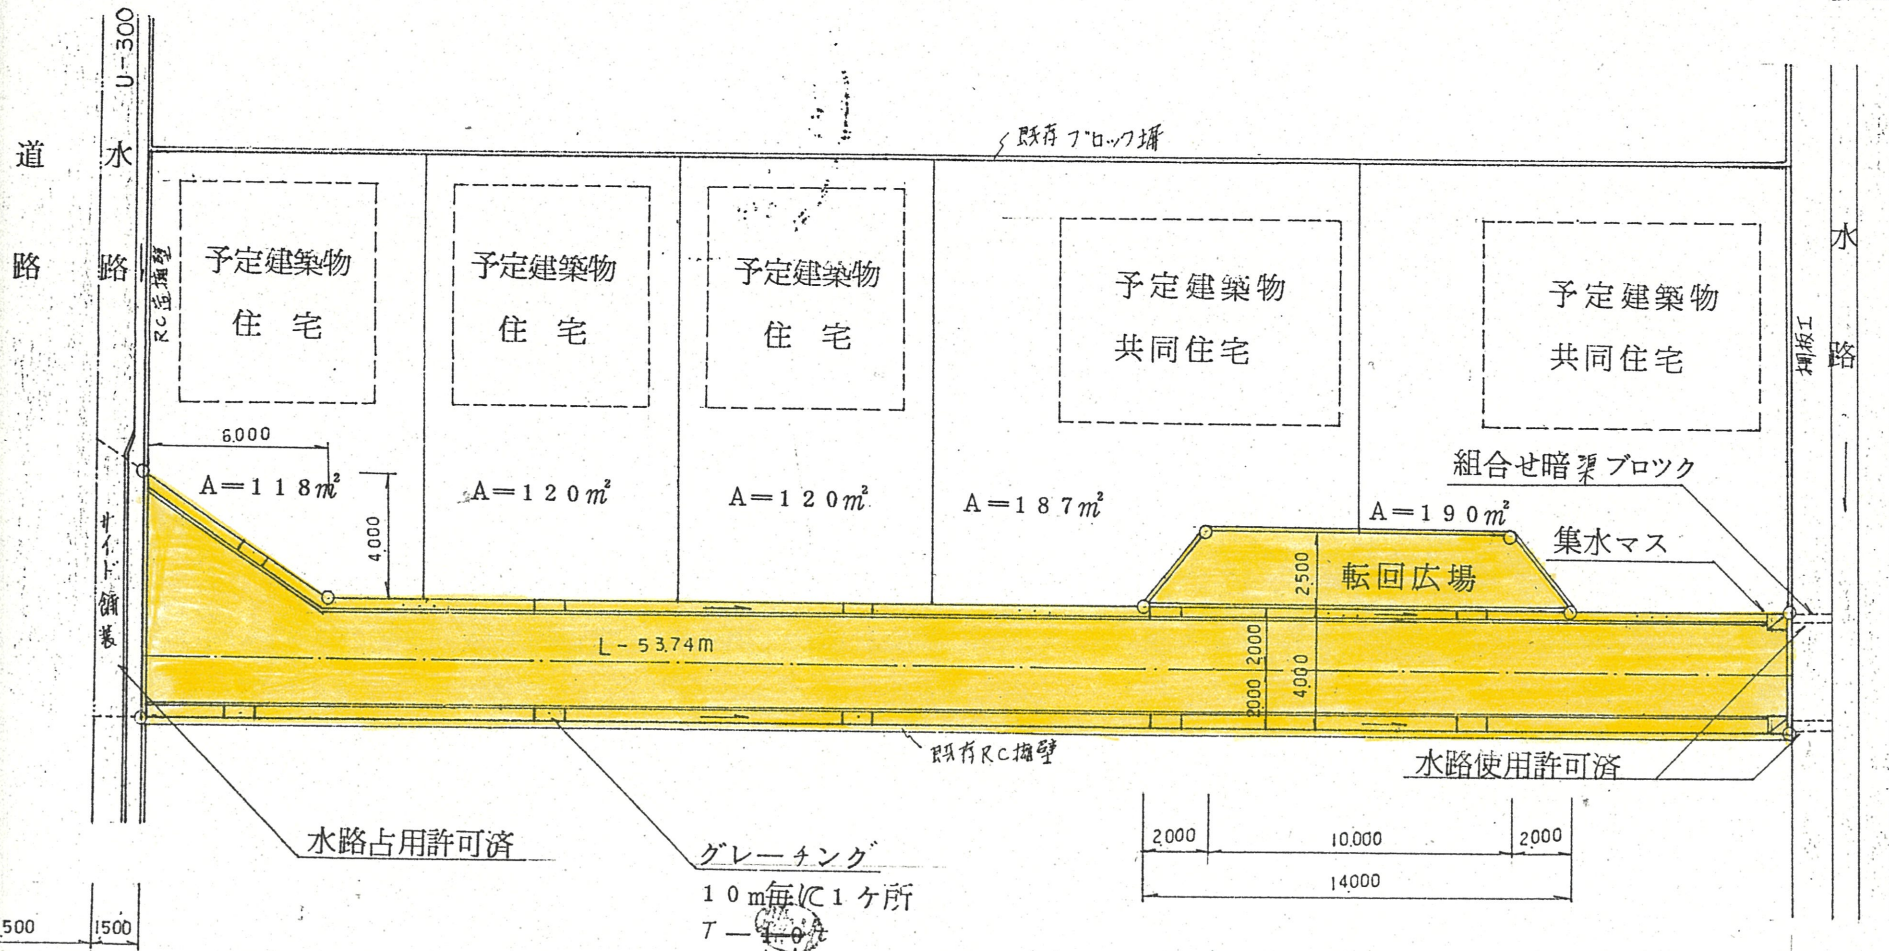 U-300
道路
水路
既存ブロック塀
水路
予定建築物
住宅
予定建築物
住宅
予定建築物
住宅
予定建築物
共同住宅
予定建築物
共同住宅
柵板工
6.000
4.000
A=118㎡
A=120㎡
A=120㎡
A=187㎡
A=190㎡
組合せ暗渠ブロツク
集水マス
サイド舗装
2,500
転回広場
L-53.74m
2000
2000
4,000
既存RC擁壁
水路使用許可済
水路占用許可済
グレーチング
10m毎に1ケ所
2,000
10,000
2,000
14000
500
1500